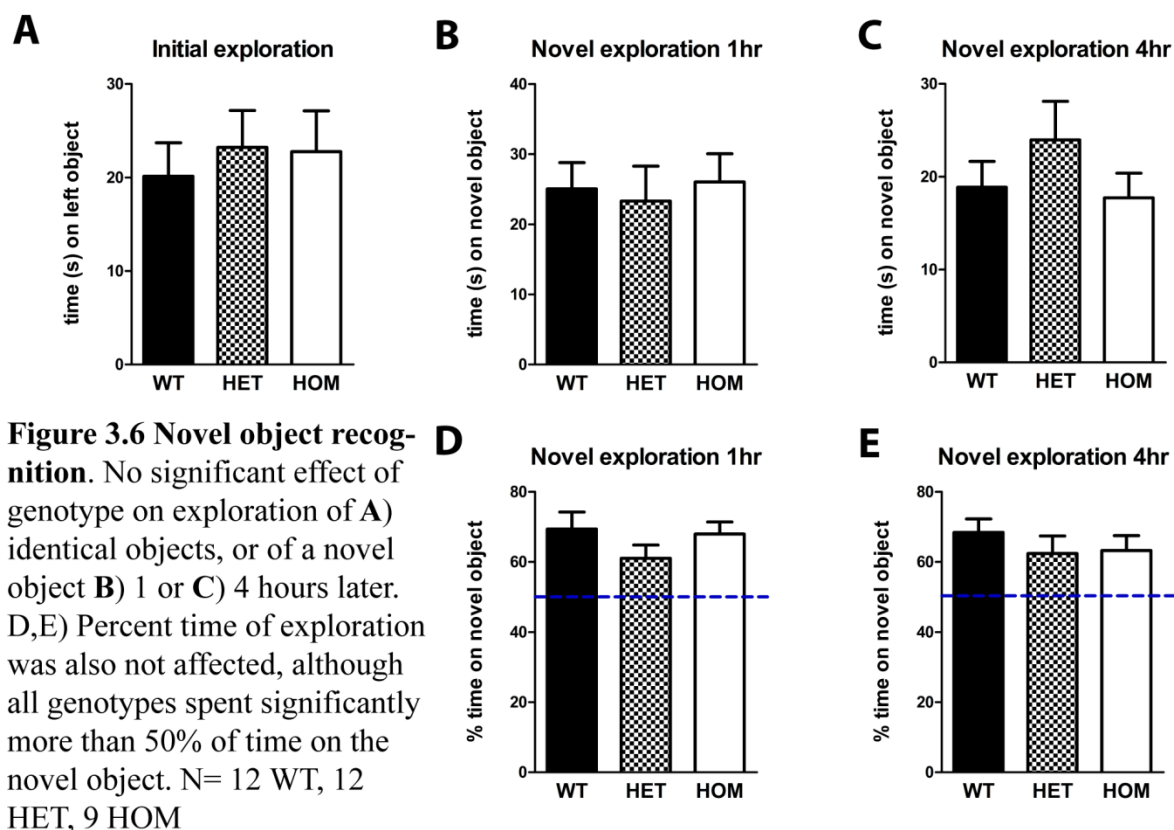 A
Initial exploration
time (s) on left object
30
20
10
0
WT HET HOM
B
Novel exploration 1hr
time (s) on novel object
40
30
20
10
0
WT HET HOM
C
Novel exploration 4hr
time (s) on novel object
30
20
10
0
WT HET HOM
Figure 3.6 Novel object recog-
nition. No significant effect of
genotype on exploration of A)
identical objects, or of a novel
object B) 1 or C) 4 hours later.
D,E) Percent time of exploration
was also not affected, although
all genotypes spent significantly
more than 50% of time on the
novel object. N= 12 WT, 12
HET, 9 HOM
D
Novel exploration 1hr
% time on novel object
80
60
40
20
0
WT HET HOM
E
Novel exploration 4hr
% time on novel object
80
60
40
20
0
WT HET HOM